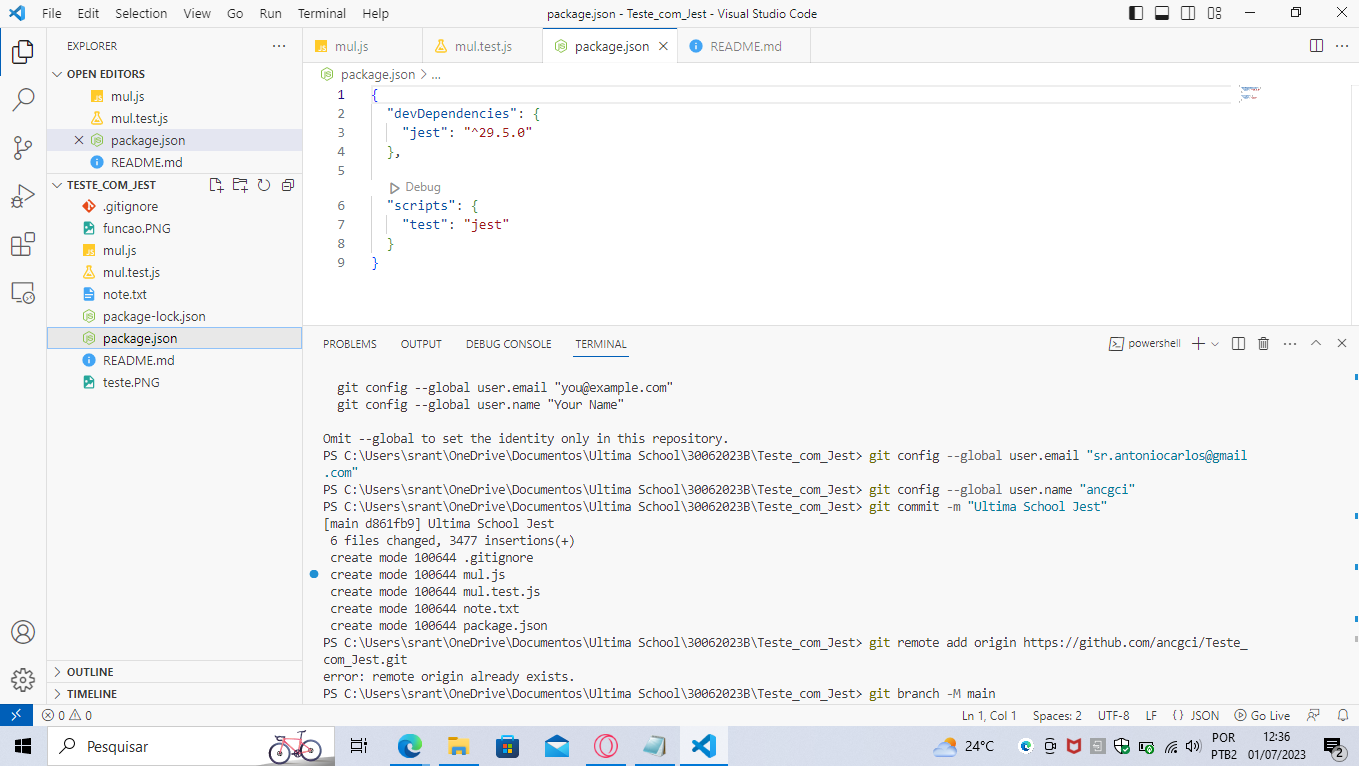 File Edit Selection View Go Run Terminal Help package.json - Teste_com_Jest - Visual Studio Code
EXPLORER
OPEN EDITORS
mul.js
mul.test.js
package.json
README.md
TESTE_COM_JEST
.gitignore
funcao.PNG
mul.js
mul.test.js
note.txt
package-lock.json
package.json
README.md
teste.PNG
OUTLINE
TIMELINE
mul.js mul.test.js package.json README.md
package.json > ...
1 {
2 "devDependencies": {
3 "jest": "^29.5.0"
4 },
5
Debug
6 "scripts": {
7 "test": "jest"
8 }
9 }
PROBLEMS OUTPUT DEBUG CONSOLE TERMINAL powershell
git config --global user.email "you@example.com"
git config --global user.name "Your Name"
Omit --global to set the identity only in this repository.
PS C:\Users\srant\OneDrive\Documentos\Ultima School\30062023B\Teste_com_Jest> git config --global user.email "sr.antoniocarlos@gmail
.com"
PS C:\Users\srant\OneDrive\Documentos\Ultima School\30062023B\Teste_com_Jest> git config --global user.name "ancgci"
PS C:\Users\srant\OneDrive\Documentos\Ultima School\30062023B\Teste_com_Jest> git commit -m "Ultima School Jest"
[main d861fb9] Ultima School Jest
6 files changed, 3477 insertions(+)
create mode 100644 .gitignore
create mode 100644 mul.js
create mode 100644 mul.test.js
create mode 100644 note.txt
create mode 100644 package.json
PS C:\Users\srant\OneDrive\Documentos\Ultima School\30062023B\Teste_com_Jest> git remote add origin https://github.com/ancgci/Teste_
com_Jest.git
error: remote origin already exists.
PS C:\Users\srant\OneDrive\Documentos\Ultima School\30062023B\Teste_com_Jest> git branch -M main
0 0 Ln 1, Col 1 Spaces: 2 UTF-8 LF {} JSON Go Live
Pesquisar 24°C POR 12:36
PTB2 01/07/2023 2